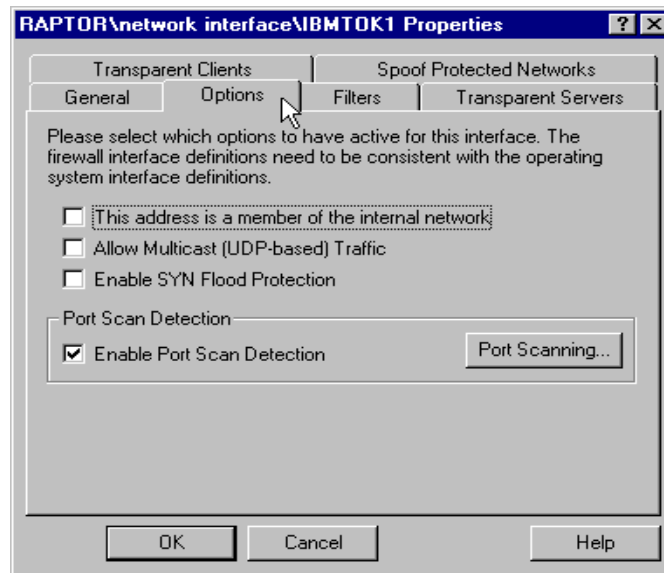 RAPTOR\network interface\IBMTOK1 Properties
Transparent Clients
Spoof Protected Networks
General
Options
Filters
Transparent Servers
Please select which options to have active for this interface. The
firewall interface definitions need to be consistent with the operating
system interface definitions.
This address is a member of the internal network
Allow Multicast (UDP-based) Traffic
Enable SYN Flood Protection
Port Scan Detection
Enable Port Scan Detection
Port Scanning...
OK
Cancel
Help